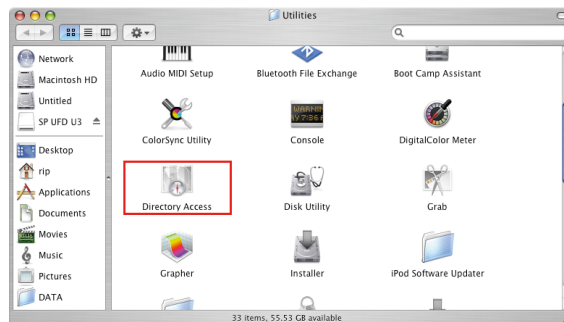 Utilities
Network
Macintosh HD
Untitled
SP UFD U3
Desktop
rip
Applications
Documents
Movies
Music
Pictures
DATA
Audio MIDI Setup
Bluetooth File Exchange
Boot Camp Assistant
ColorSync Utility
Console
DigitalColor Meter
Directory Access
Disk Utility
Grab
Grapher
Installer
iPod Software Updater
33 items, 55.53 GB available